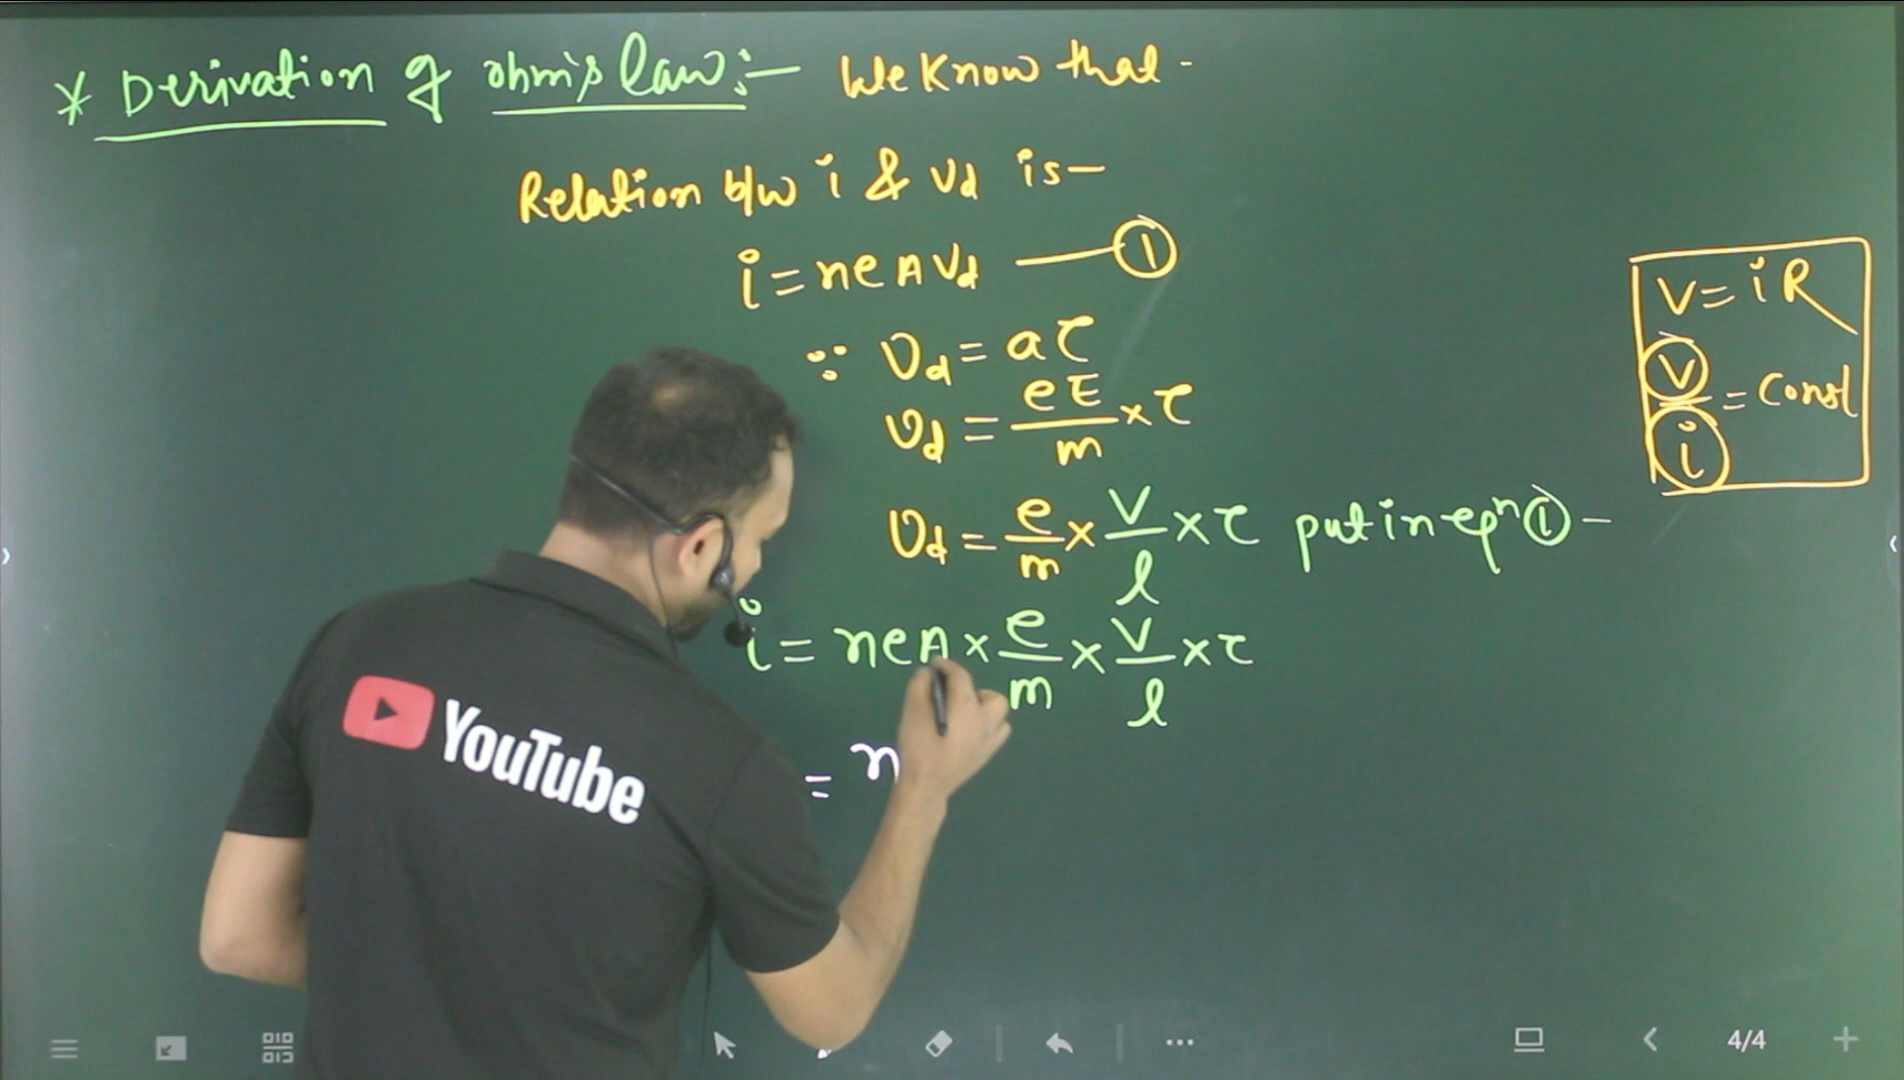 * Derivation of ohm's law:- We Know that -
Relation b/w i & vd is-
i = neAvd — ①
∵ vd = aτ
vd = eE/m × τ
vd = e/m × V/l × τ put in eqⁿ ① -
i = neA × e/m × V/l × τ
= n
V = iR
V/i = Const
YouTube
4/4